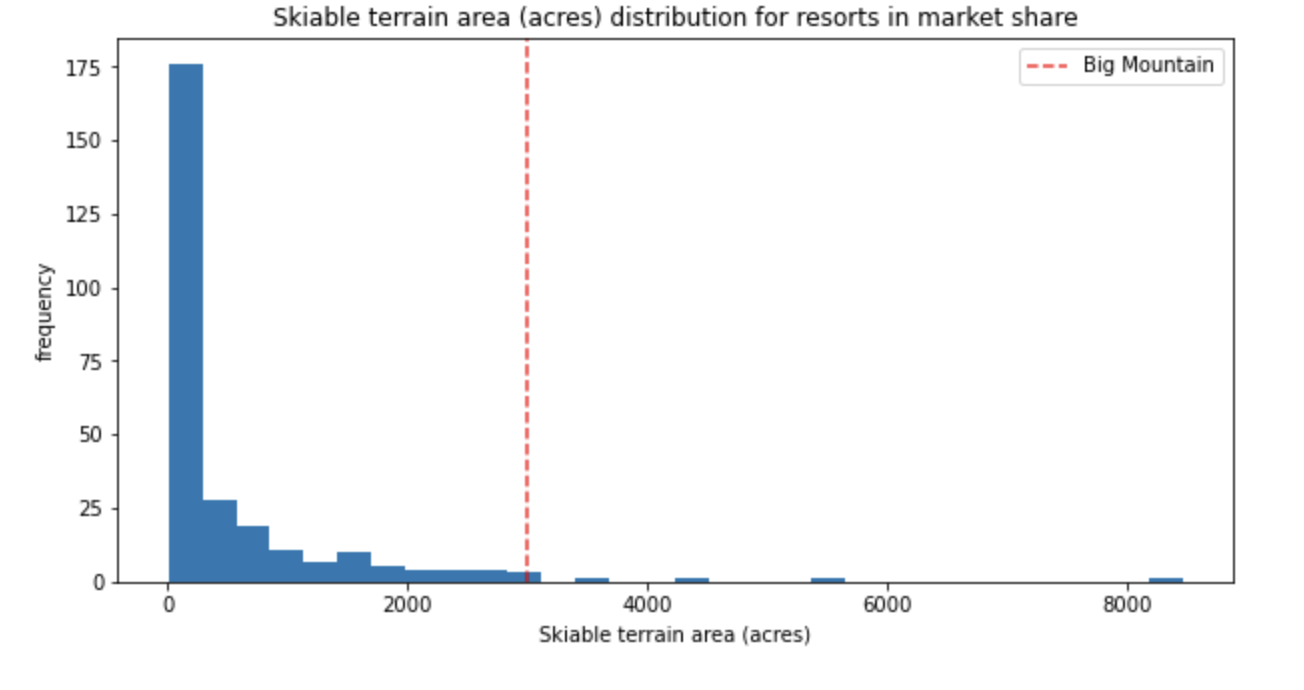 Skiable terrain area (acres) distribution for resorts in market share
Big Mountain
175
150
125
100
75
50
25
0
frequency
0 2000 4000 6000 8000
Skiable terrain area (acres)